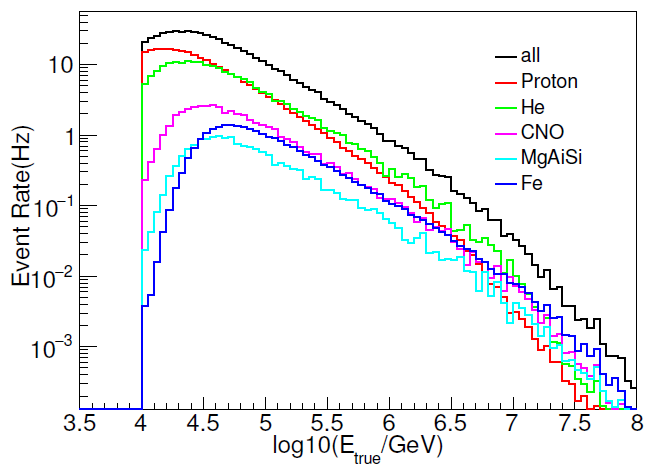 all
Proton
He
CNO
MgAiSi
Fe
Event Rate(Hz)
10
1
10⁻¹
10⁻²
10⁻³
3.5 4 4.5 5 5.5 6 6.5 7 7.5 8
log10(E_true/GeV)